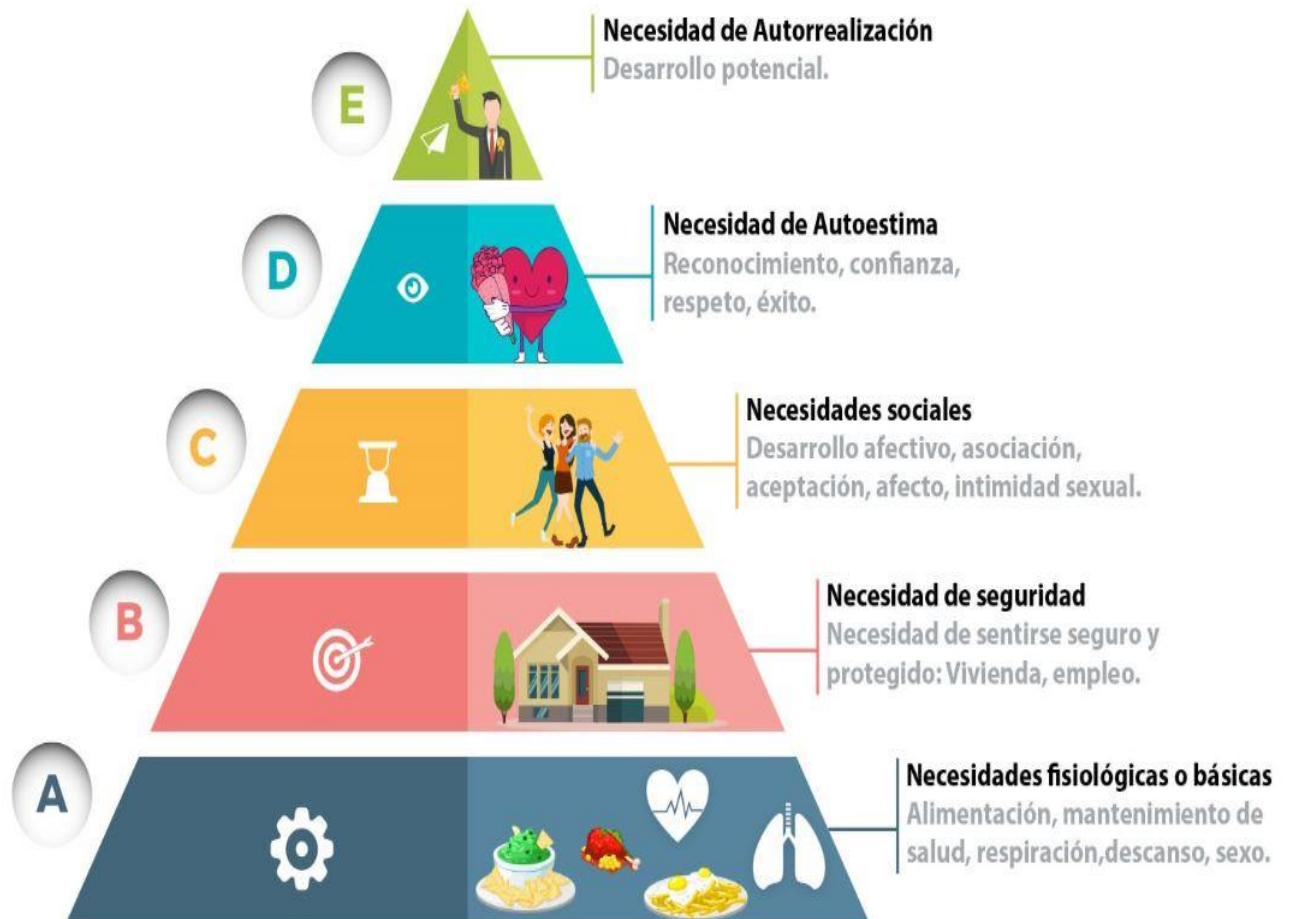 E
Necesidad de Autorrealización
Desarrollo potencial.
D
Necesidad de Autoestima
Reconocimiento, confianza,
respeto, éxito.
C
Necesidades sociales
Desarrollo afectivo, asociación,
aceptación, afecto, intimidad sexual.
B
Necesidad de seguridad
Necesidad de sentirse seguro y
protegido: Vivienda, empleo.
A
Necesidades fisiológicas o básicas
Alimentación, mantenimiento de
salud, respiración,descanso, sexo.